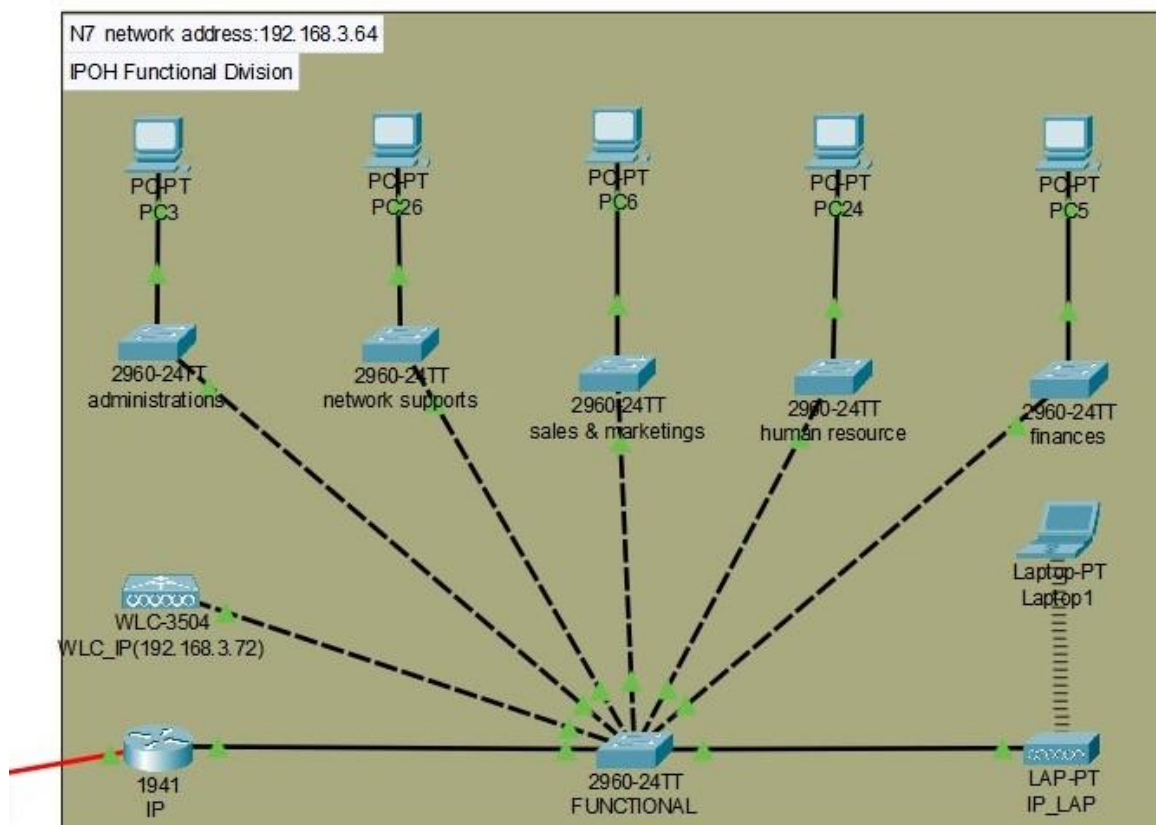 N7 network address:192.168.3.64
IPOH Functional Division
PC-PT
PC3
PC-PT
PC26
PC-PT
PC6
PC-PT
PC24
PC-PT
PC5
2960-24TT
administrations
2960-24TT
network supports
2960-24TT
sales & marketings
2960-24TT
human resource
2960-24TT
finances
Laptop-PT
Laptop1
WLC-3504
WLC_IP(192.168.3.72)
1941
IP
2960-24TT
FUNCTIONAL
LAP-PT
IP_LAP